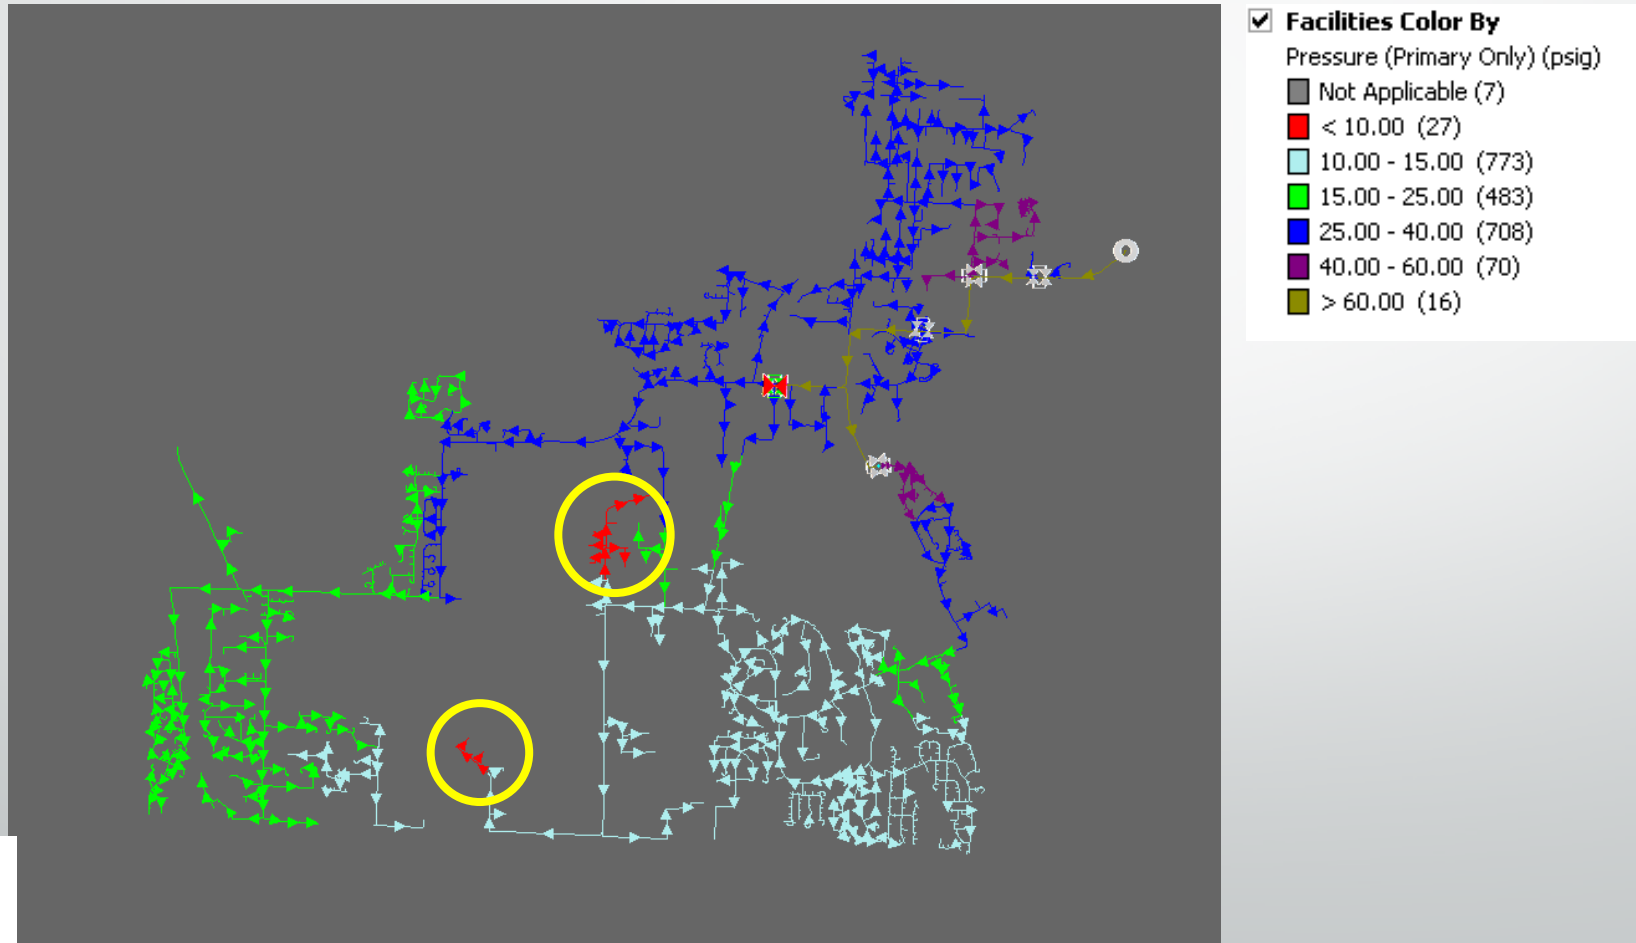 Facilities Color By
Pressure (Primary Only) (psig)
Not Applicable (7)
< 10.00 (27)
10.00 - 15.00 (773)
15.00 - 25.00 (483)
25.00 - 40.00 (708)
40.00 - 60.00 (70)
> 60.00 (16)